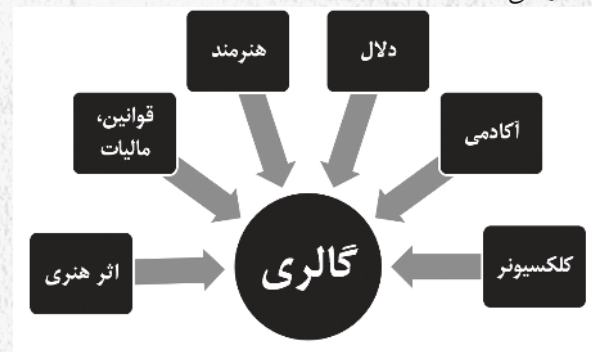 دلال
هنرمند
آکادمی
قوانین،
مالیات
کلکسیونر
گالری
اثر هنری